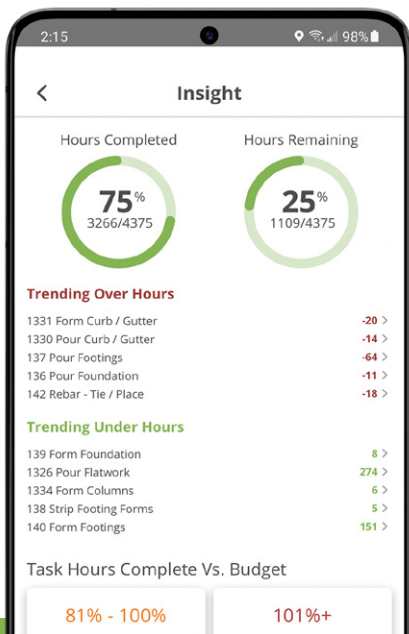 2:15 98%
Insight
Hours Completed Hours Remaining
75% 25%
3266/4375 1109/4375
Trending Over Hours
1331 Form Curb / Gutter -20
1330 Pour Curb / Gutter -14
137 Pour Footings -64
136 Pour Foundation -11
142 Rebar - Tie / Place -18
Trending Under Hours
139 Form Foundation 8
1326 Pour Flatwork 274
1334 Form Columns 6
138 Strip Footing Forms 5
140 Form Footings 151
Task Hours Complete Vs. Budget
81% - 100% 101%+